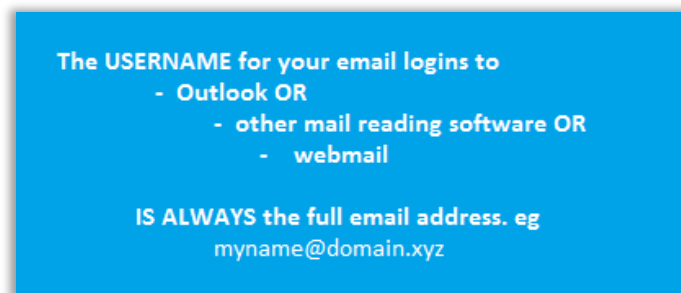 The USERNAME for your email logins to
- Outlook OR
- other mail reading software OR
- webmail
IS ALWAYS the full email address. eg
myname@domain.xyz